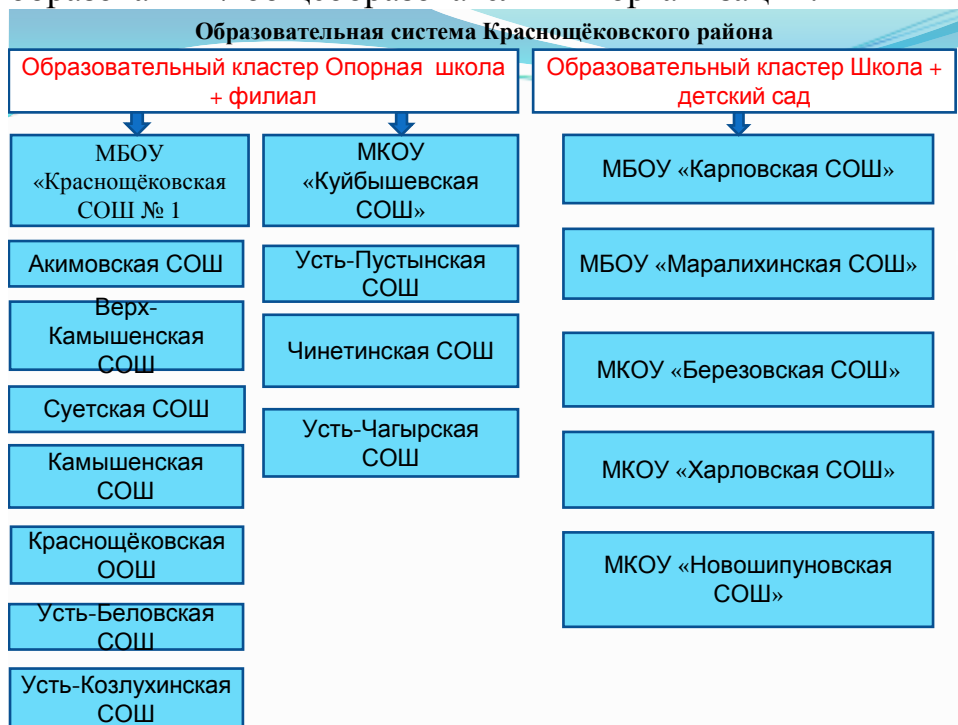 Образовательная система Краснощёковского района
Образовательный кластер Опорная школа
+ филиал
Образовательный кластер Школа +
детский сад
МБОУ
«Краснощёковская
СОШ № 1
Акимовская СОШ
Верх-
Камышенская
СОШ
Суетская СОШ
Камышенская
СОШ
Краснощёковская
ООШ
Усть-Беловская
СОШ
Усть-Козлухинская
СОШ
МКОУ
«Куйбышевская
СОШ»
Усть-Пустынская
СОШ
Чинетинская СОШ
Усть-Чагырская
СОШ
МБОУ «Карповская СОШ»
МБОУ «Маралихинская СОШ»
МКОУ «Березовская СОШ»
МКОУ «Харловская СОШ»
МКОУ «Новошипуновская
СОШ»